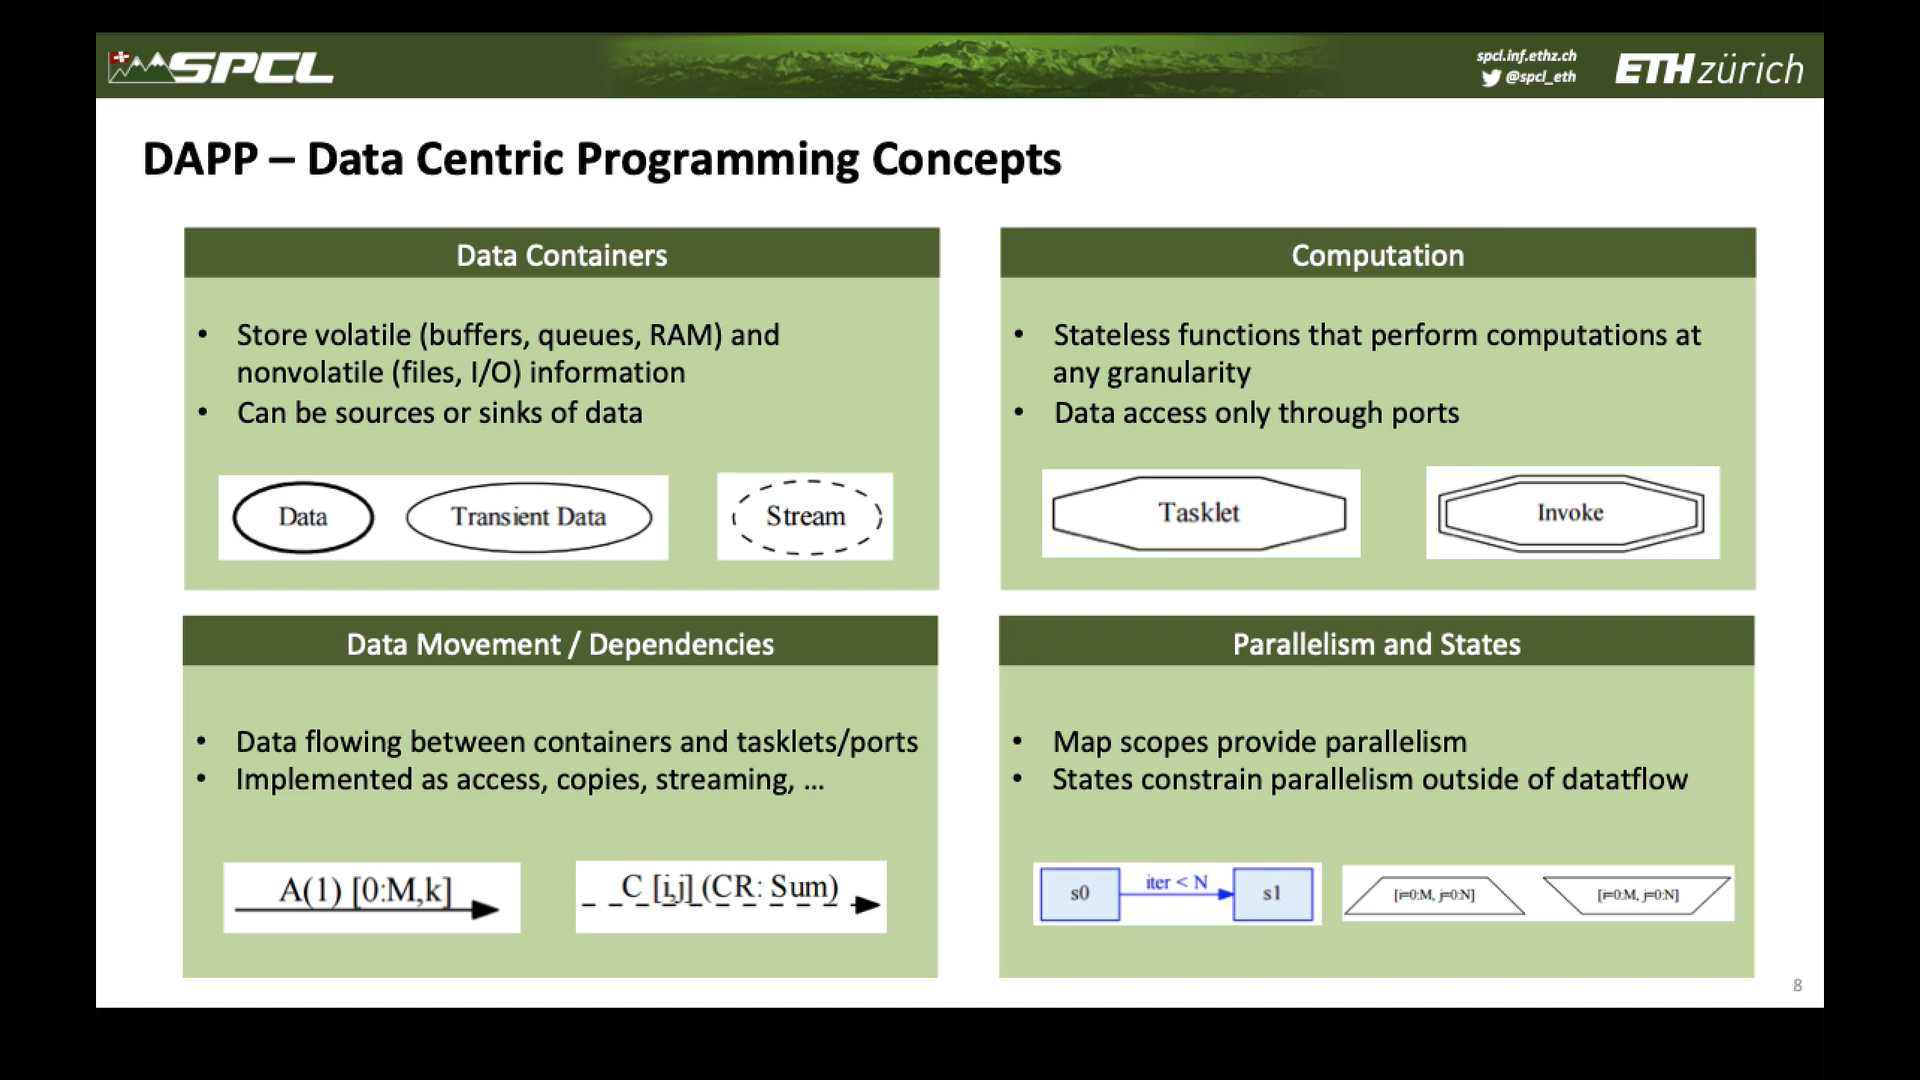 SPCL
spcl.inf.ethz.ch
@spcl_eth
ETH zürich
DAPP – Data Centric Programming Concepts
Data Containers
• Store volatile (buffers, queues, RAM) and
nonvolatile (files, I/O) information
• Can be sources or sinks of data
Data
Transient Data
Stream
Computation
• Stateless functions that perform computations at
any granularity
• Data access only through ports
Tasklet
Invoke
Data Movement / Dependencies
• Data flowing between containers and tasklets/ports
• Implemented as access, copies, streaming, ...
A(1) [0:M,k]
C [i,j] (CR: Sum)
Parallelism and States
• Map scopes provide parallelism
• States constrain parallelism outside of datatflow
s0
iter < N
s1
[i=0:M, j=0:N]
[i=0:M, j=0:N]
8